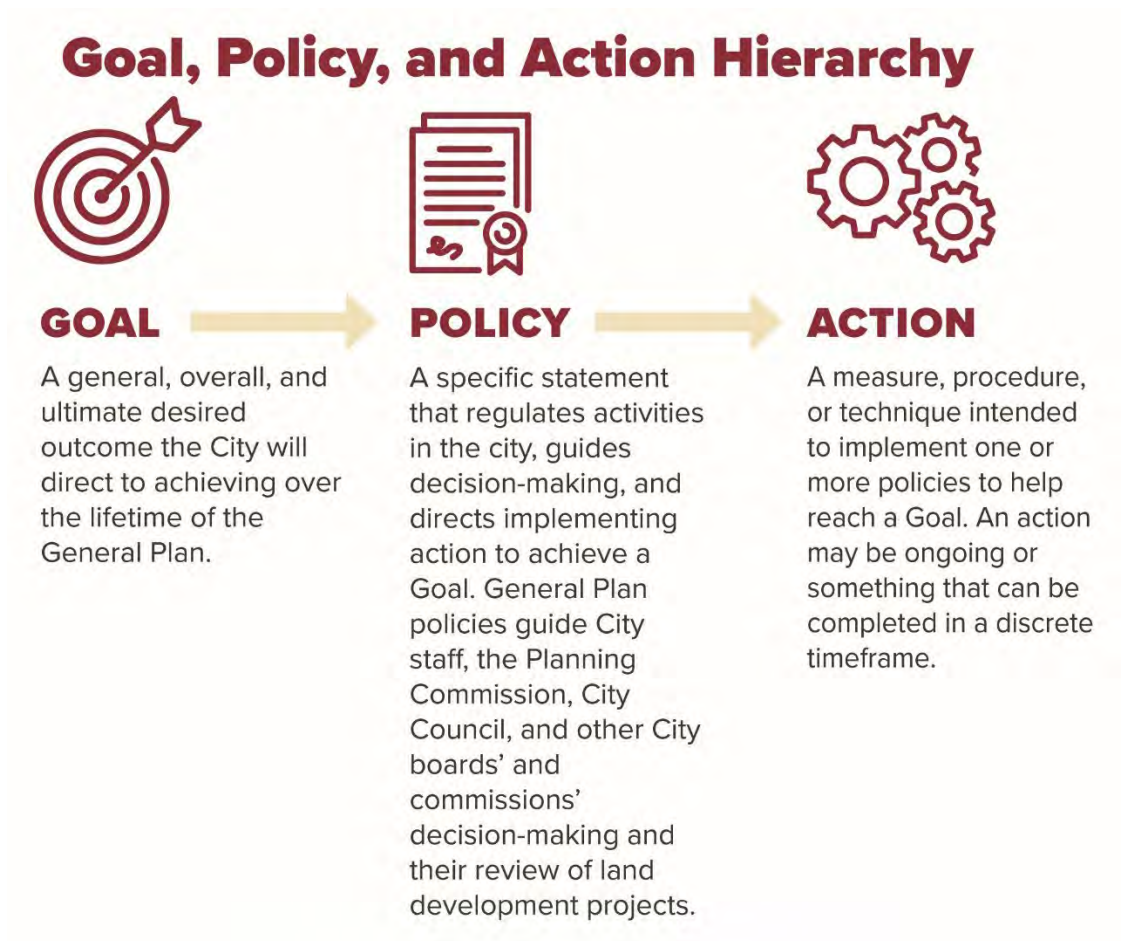 Goal, Policy, and Action Hierarchy
GOAL
A general, overall, and
ultimate desired
outcome the City will
direct to achieving over
the lifetime of the
General Plan.
POLICY
A specific statement
that regulates activities
in the city, guides
decision-making, and
directs implementing
action to achieve a
Goal. General Plan
policies guide City
staff, the Planning
Commission, City
Council, and other City
boards’ and
commissions’
decision-making and
their review of land
development projects.
ACTION
A measure, procedure,
or technique intended
to implement one or
more policies to help
reach a Goal. An action
may be ongoing or
something that can be
completed in a discrete
timeframe.